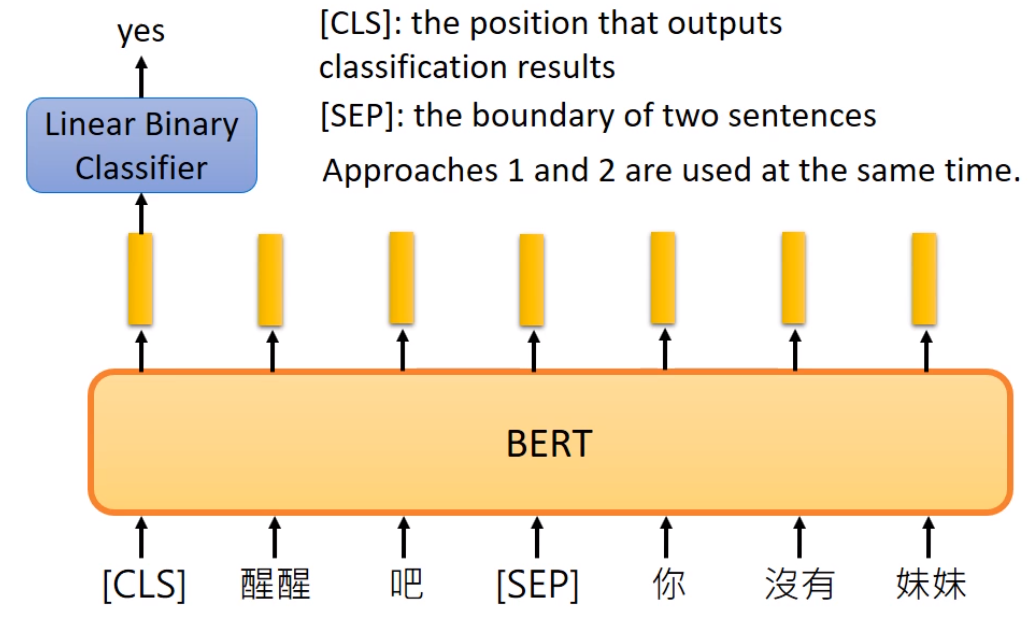 yes
[CLS]: the position that outputs
classification results
Linear Binary
Classifier
[SEP]: the boundary of two sentences
Approaches 1 and 2 are used at the same time.
BERT
[CLS] 醒醒 吧 [SEP] 你 沒有 妹妹